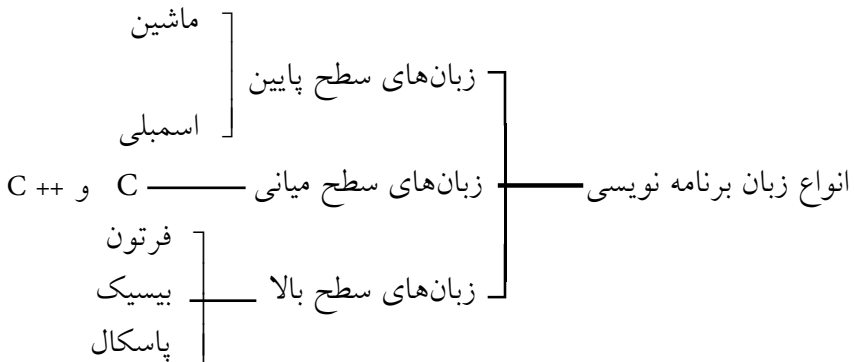 انواع زبان برنامه نویسی
زبان‌های سطح پایین
ماشین
اسمبلی
زبان‌های سطح میانی
C و C ++
زبان‌های سطح بالا
فرتون
بیسیک
پاسکال